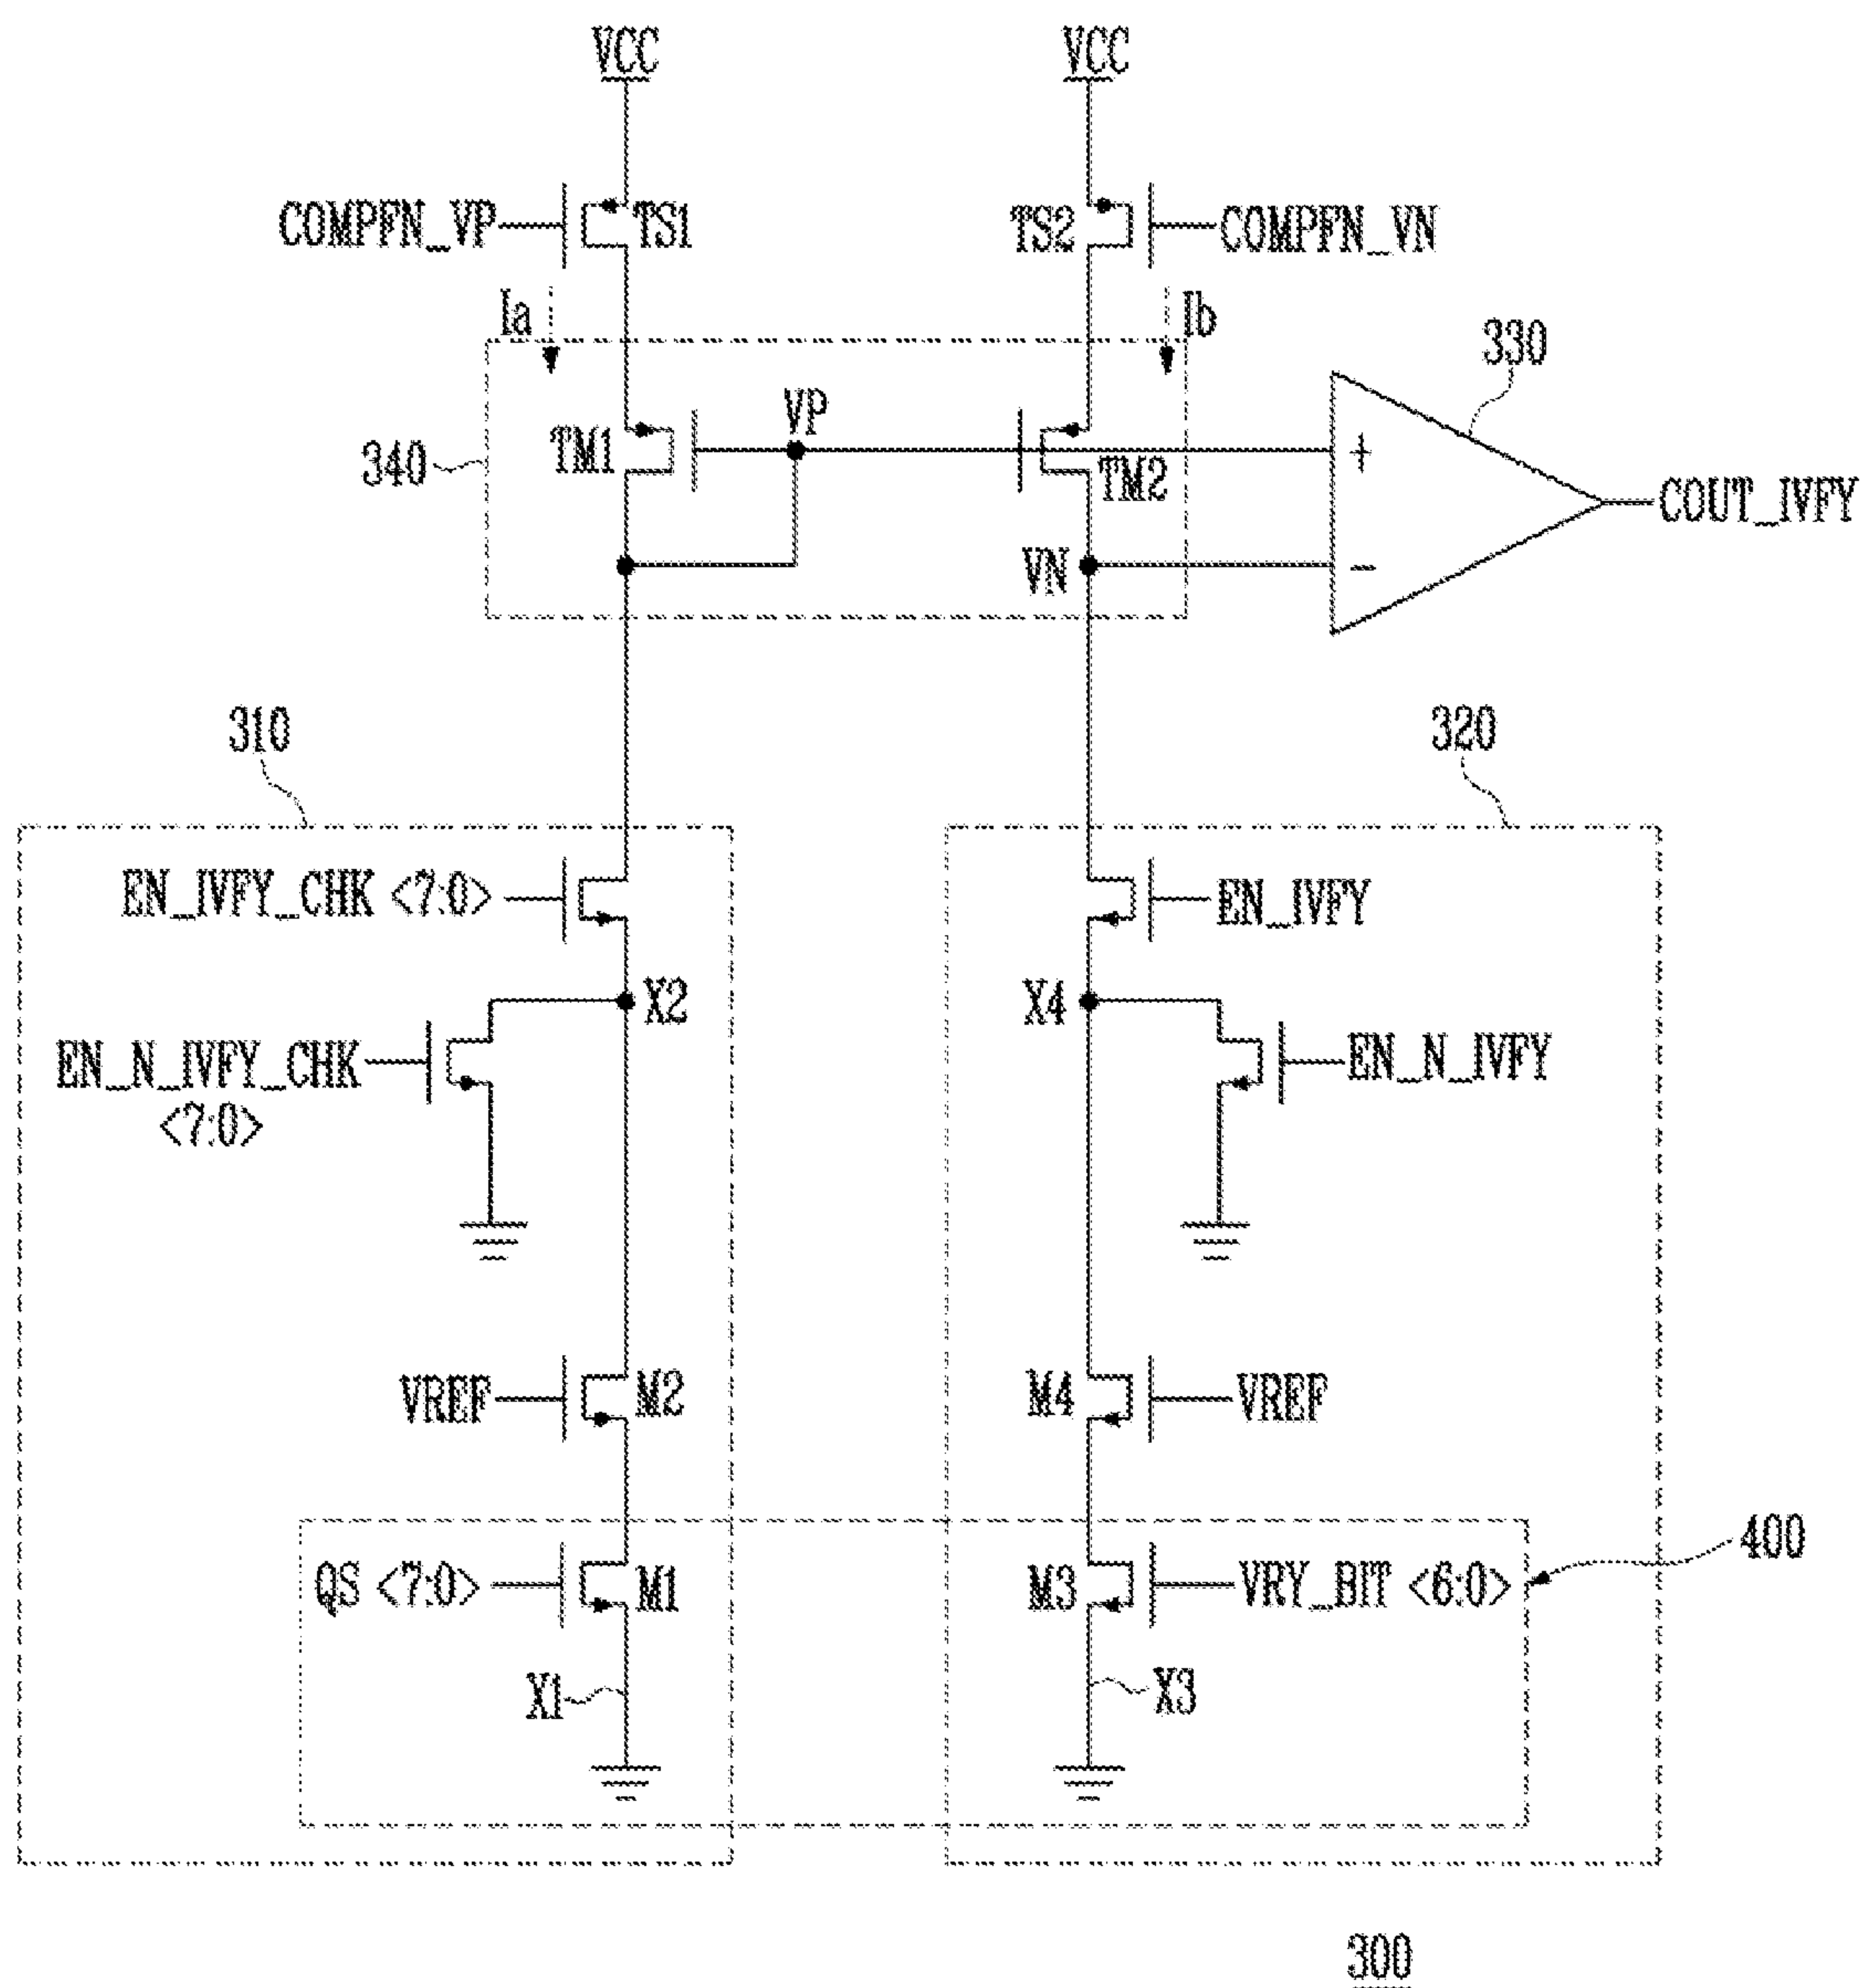 VCC VCC
COMPFN_VP TS1 TS2 COMPFN_VN
Ia Ib
330
VP
340 TM1 TM2 + COUT_IVFY
VN −
310 320
EN_IVFY_CHK <7:0> EN_IVFY
X2 X4
EN_N_IVFY_CHK EN_N_IVFY
<7:0>
VREF M2 M4 VREF
400
QS <7:0> M1 M3 VRY_BIT <6:0>
X1 X3
300